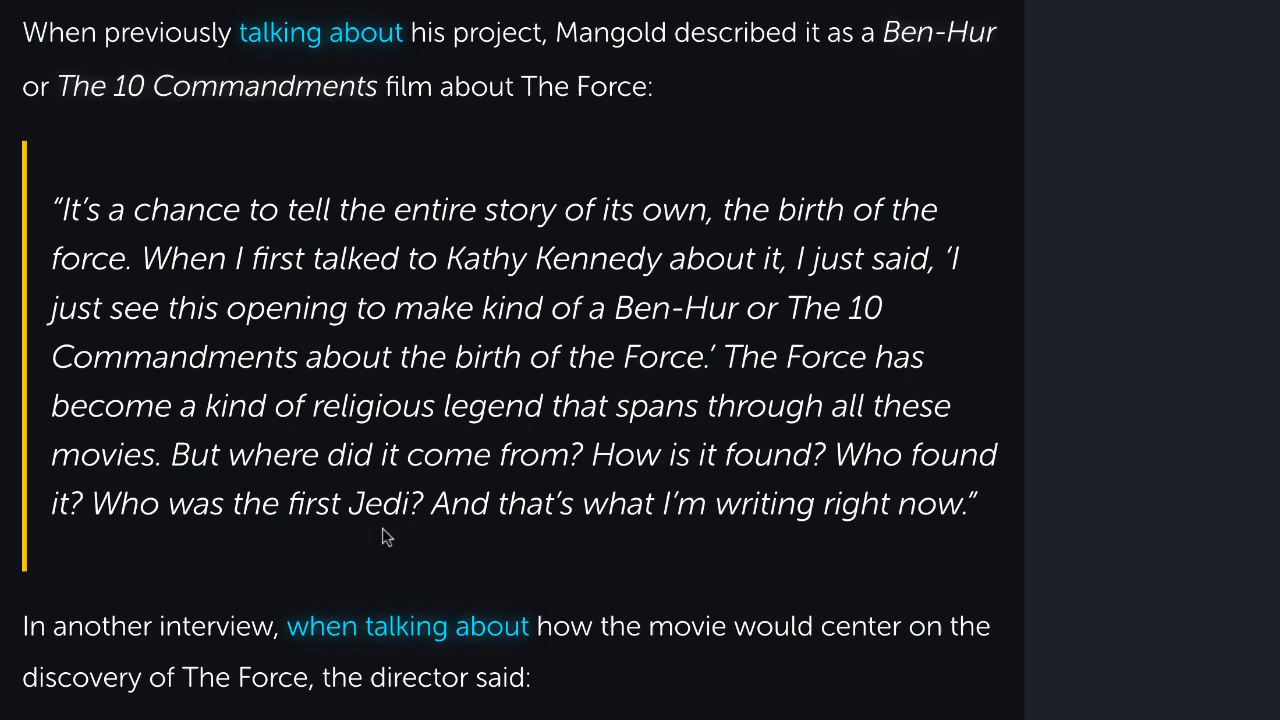 When previously talking about his project, Mangold described it as a Ben-Hur
or The 10 Commandments film about The Force:
“It’s a chance to tell the entire story of its own, the birth of the
force. When I first talked to Kathy Kennedy about it, I just said, ‘I
just see this opening to make kind of a Ben-Hur or The 10
Commandments about the birth of the Force.’ The Force has
become a kind of religious legend that spans through all these
movies. But where did it come from? How is it found? Who found
it? Who was the first Jedi? And that’s what I’m writing right now.”
In another interview, when talking about how the movie would center on the
discovery of The Force, the director said: